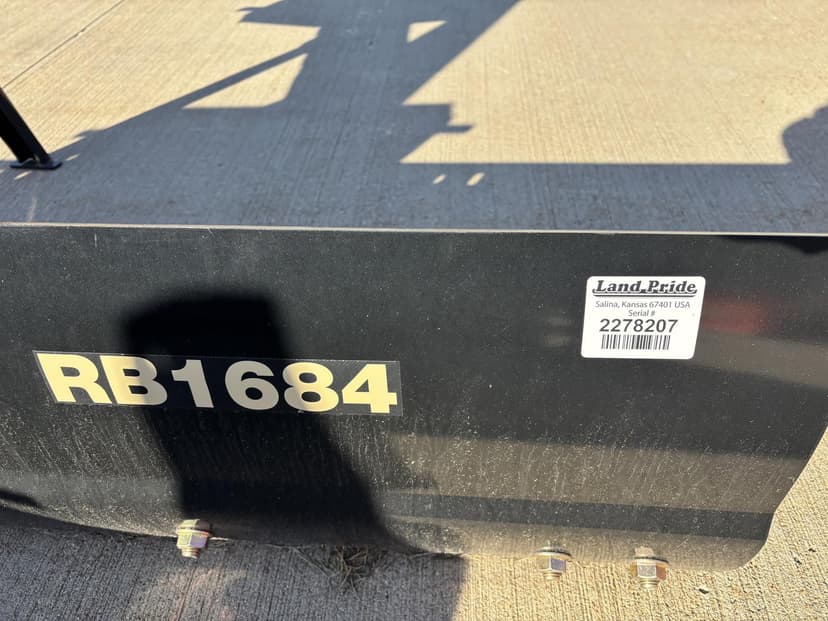 Land Pride
Salina, Kansas 67401 USA
Serial #
2278207
RB1684